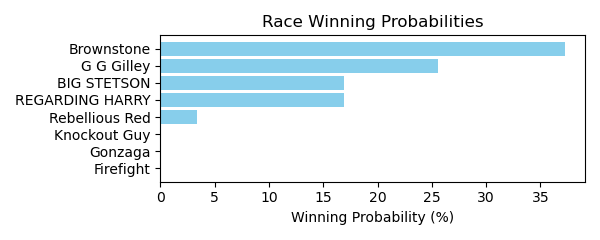 Race Winning Probabilities
Brownstone
G G Gilley
BIG STETSON
REGARDING HARRY
Rebellious Red
Knockout Guy
Gonzaga
Firefight
0 5 10 15 20 25 30 35
Winning Probability (%)